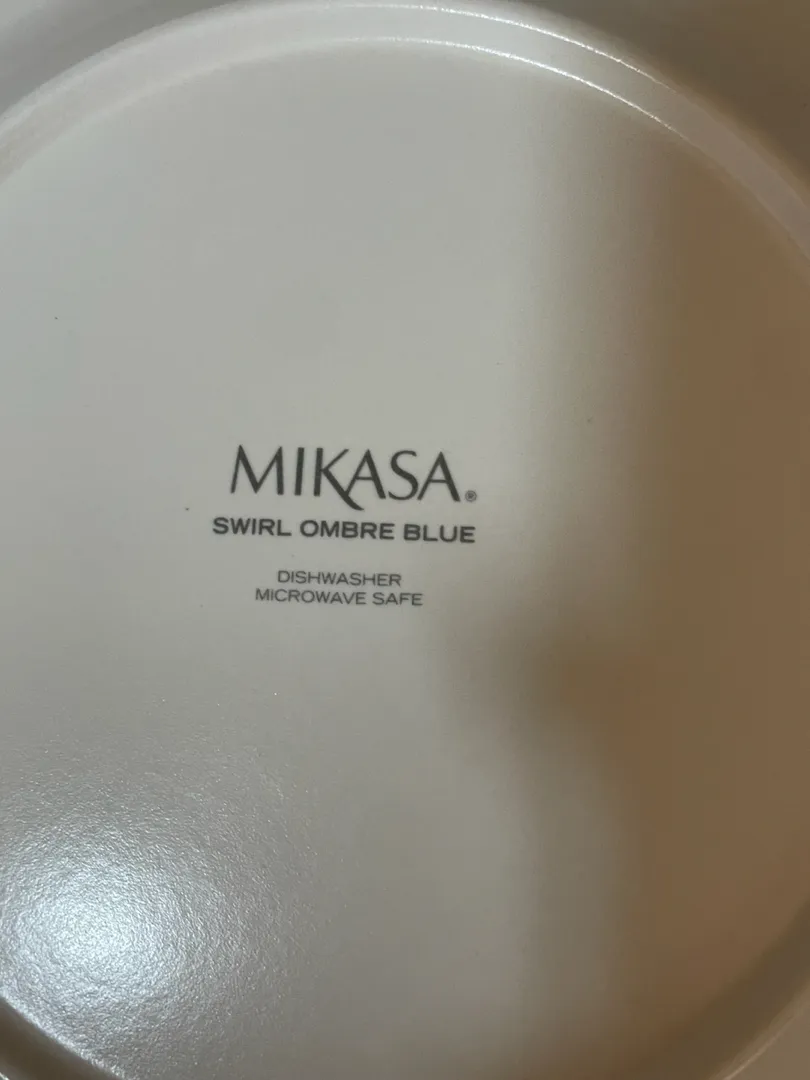 MIKASA®
SWIRL OMBRE BLUE
DISHWASHER
MICROWAVE SAFE